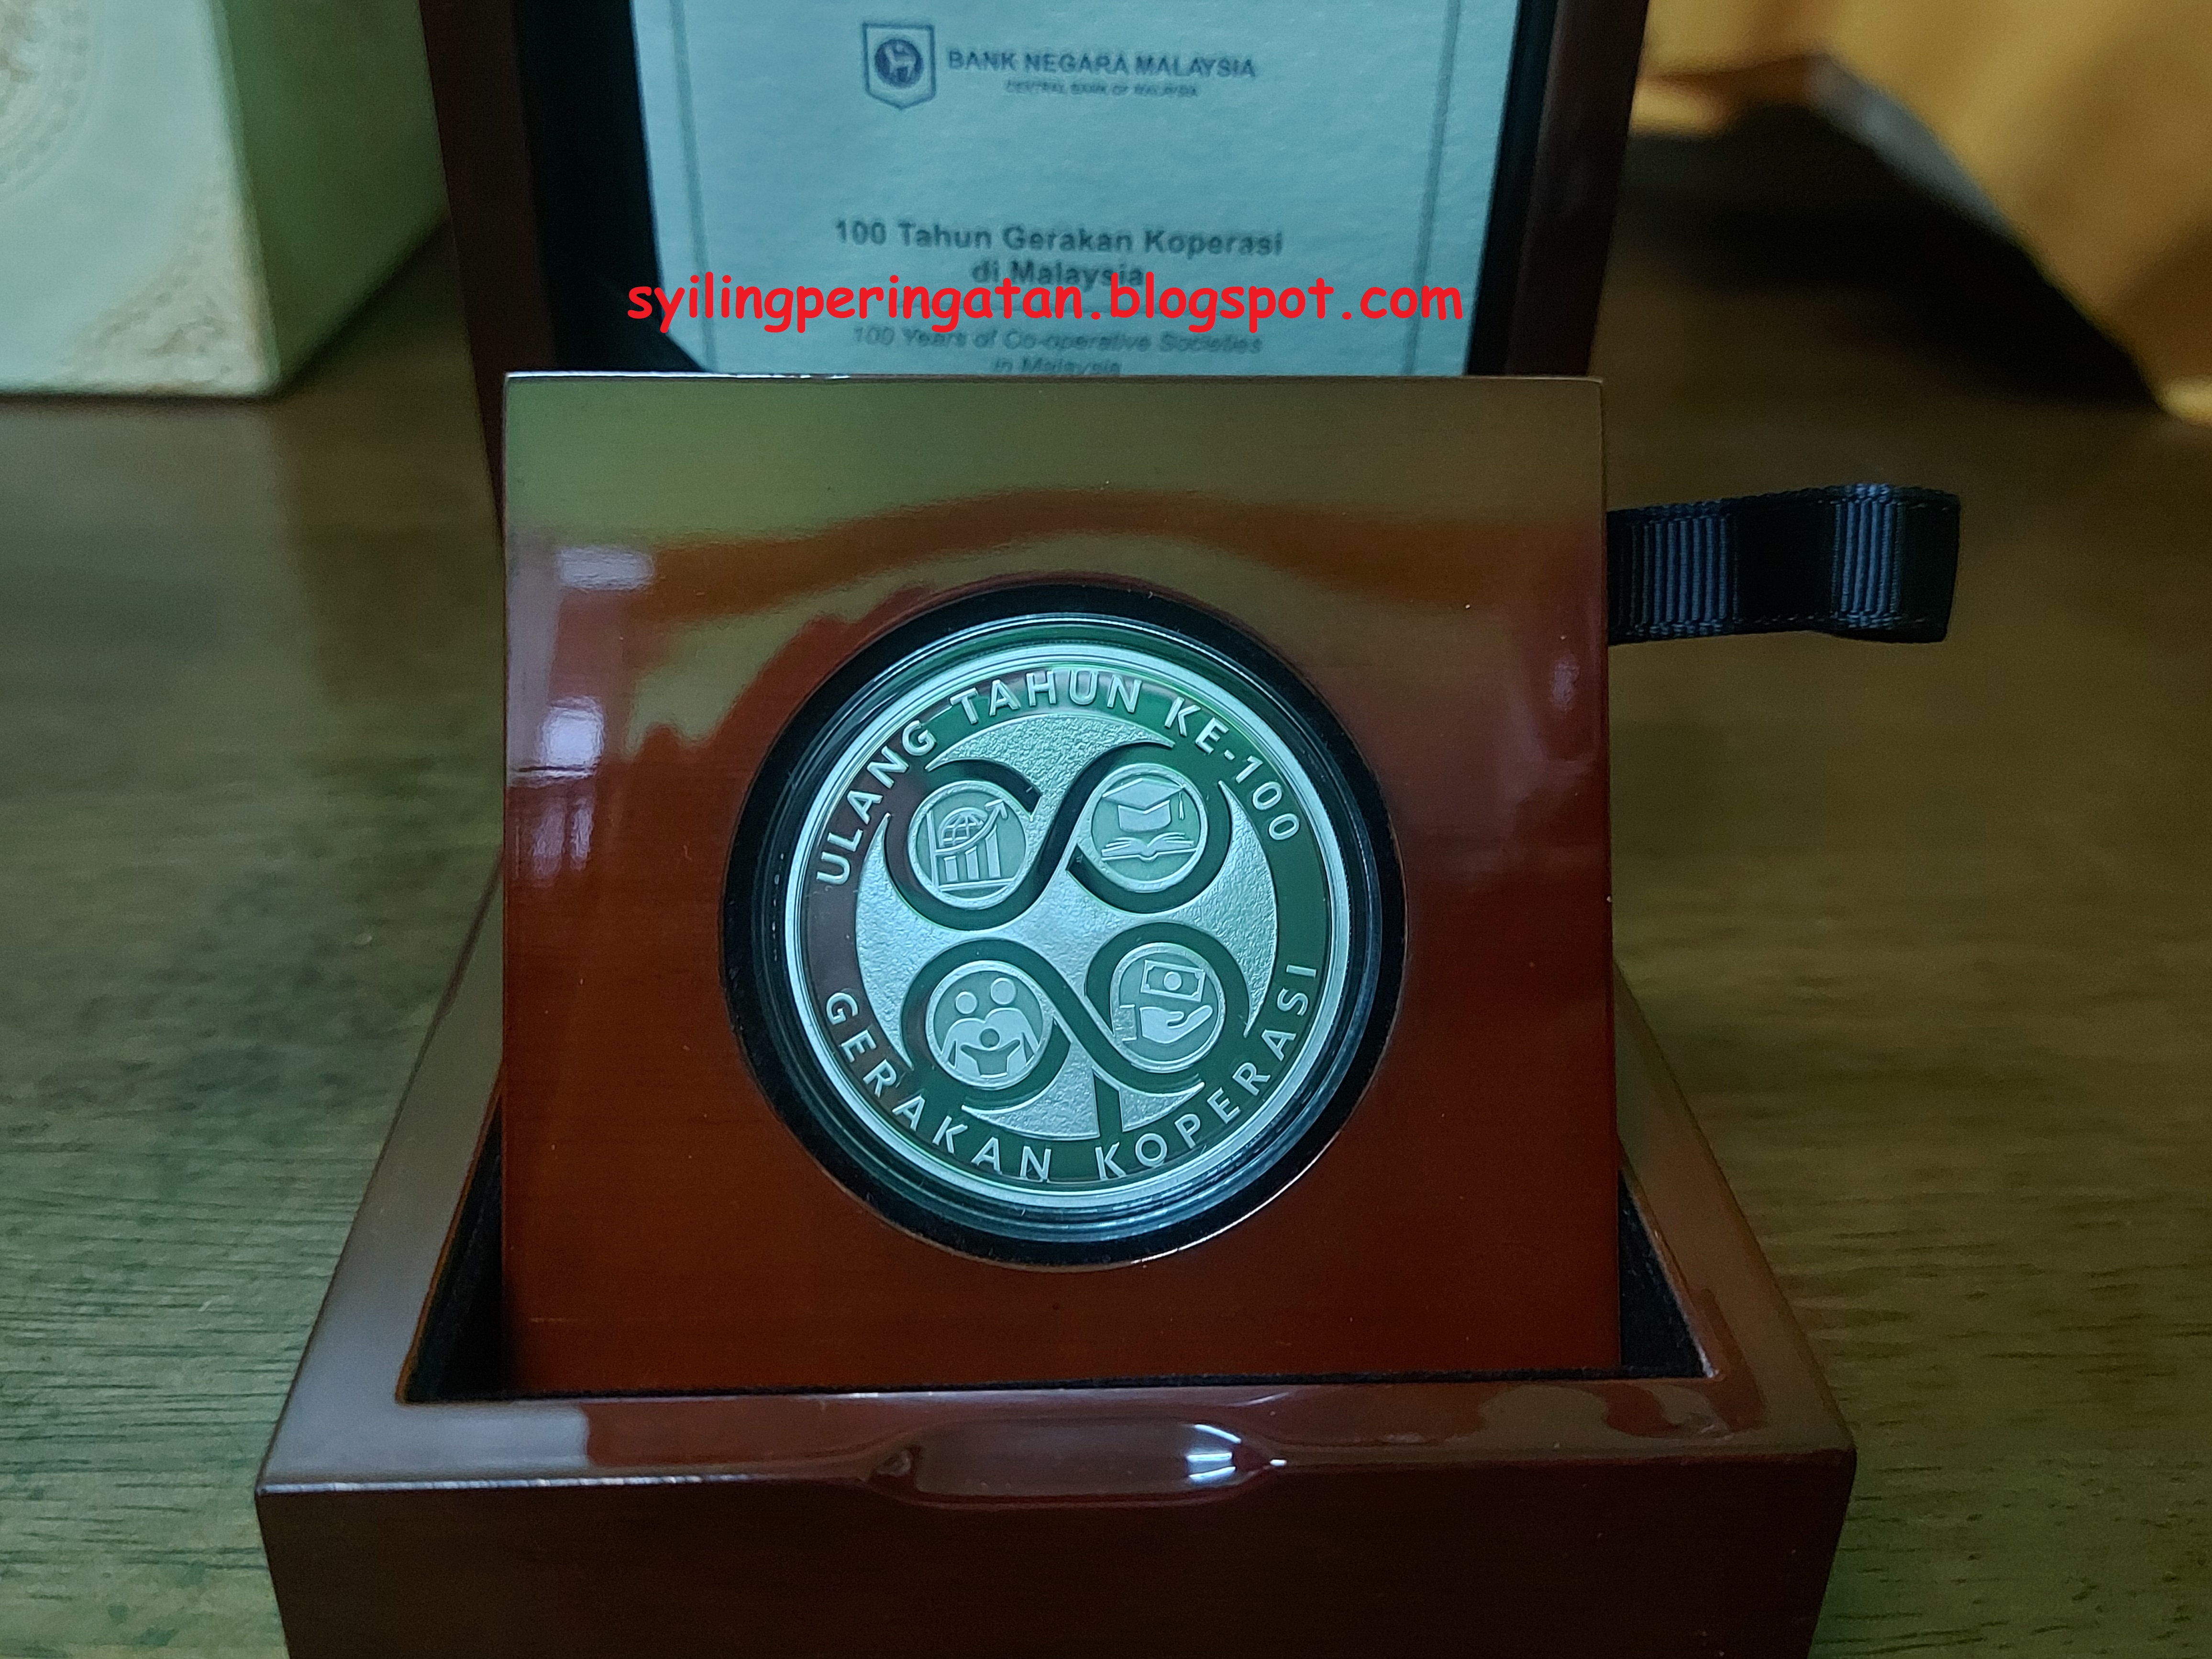 BANK NEGARA MALAYSIA
CENTRAL BANK OF MALAYSIA
100 Tahun Gerakan Koperasi
di Malaysia
syilingperingatan.blogspot.com
100 Years of Co-operative Societies
in Malaysia
ULANG TAHUN KE-100
GERAKAN KOPERASI